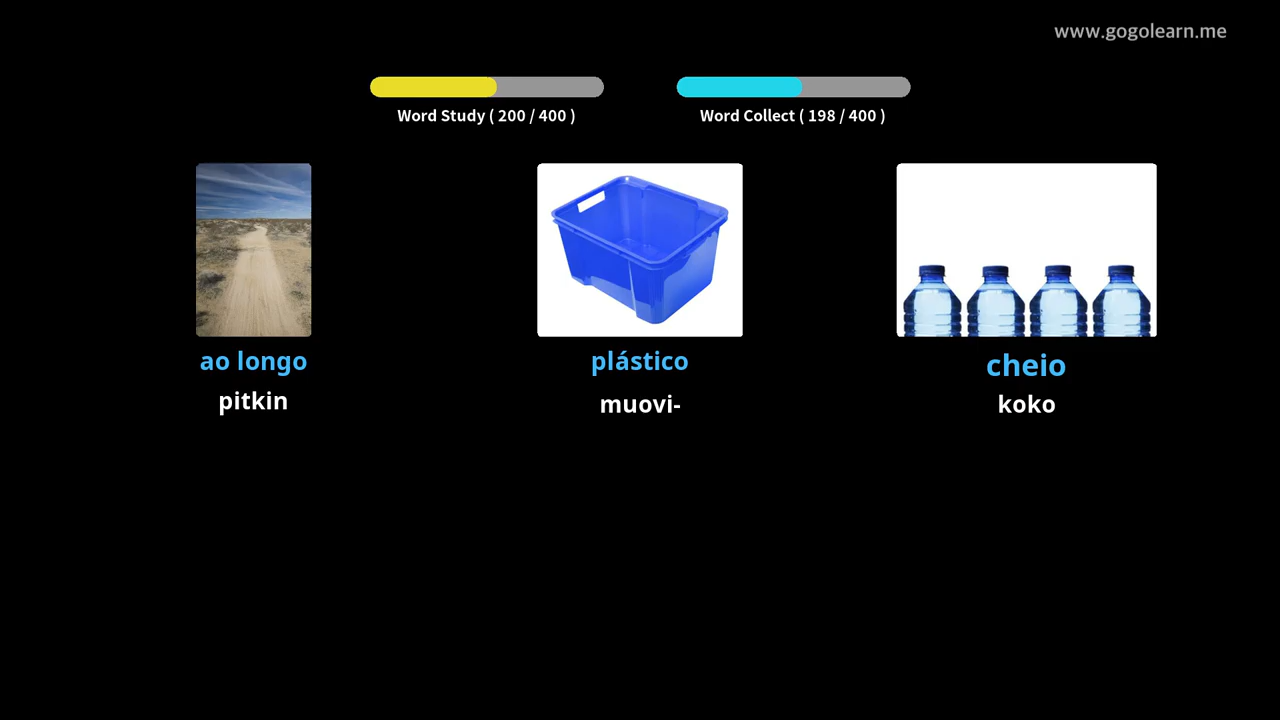 www.gogolearn.me
Word Study ( 200 / 400 )
Word Collect ( 198 / 400 )
ao longo
pitkin
plástico
muovi-
cheio
koko